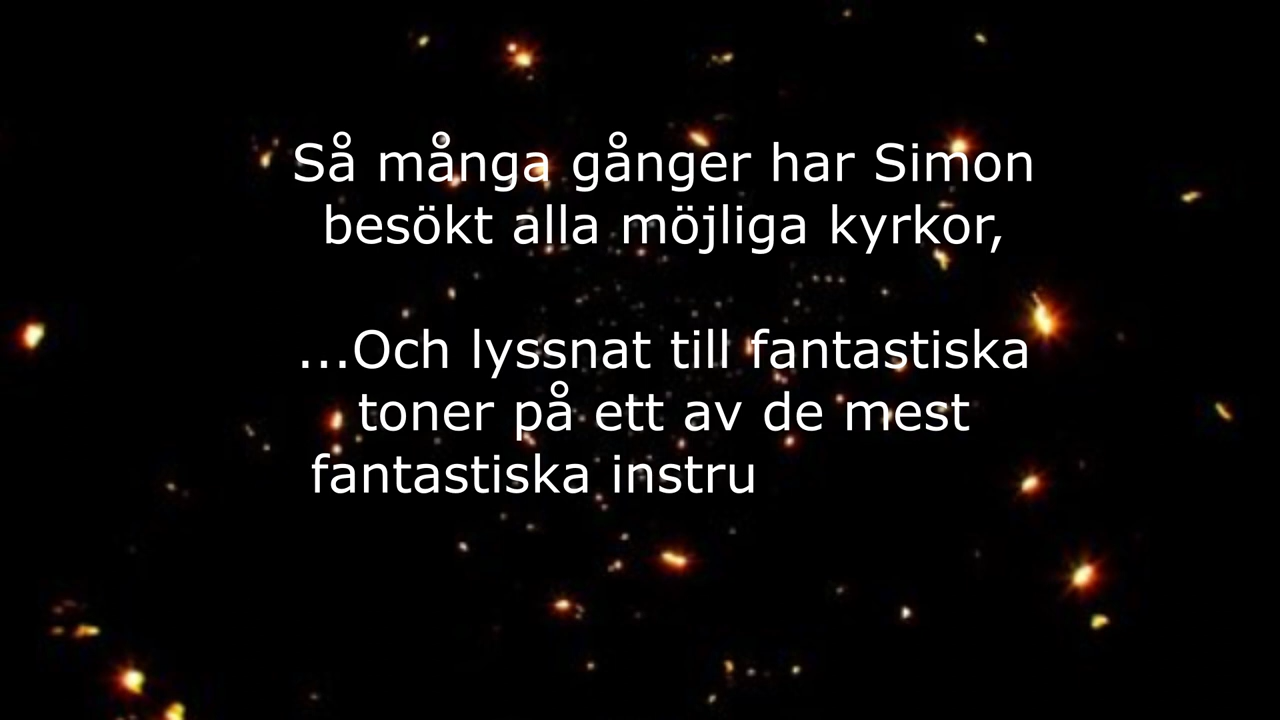 Så många gånger har Simon
besökt alla möjliga kyrkor,
...Och lyssnat till fantastiska
toner på ett av de mest
fantastiska instru